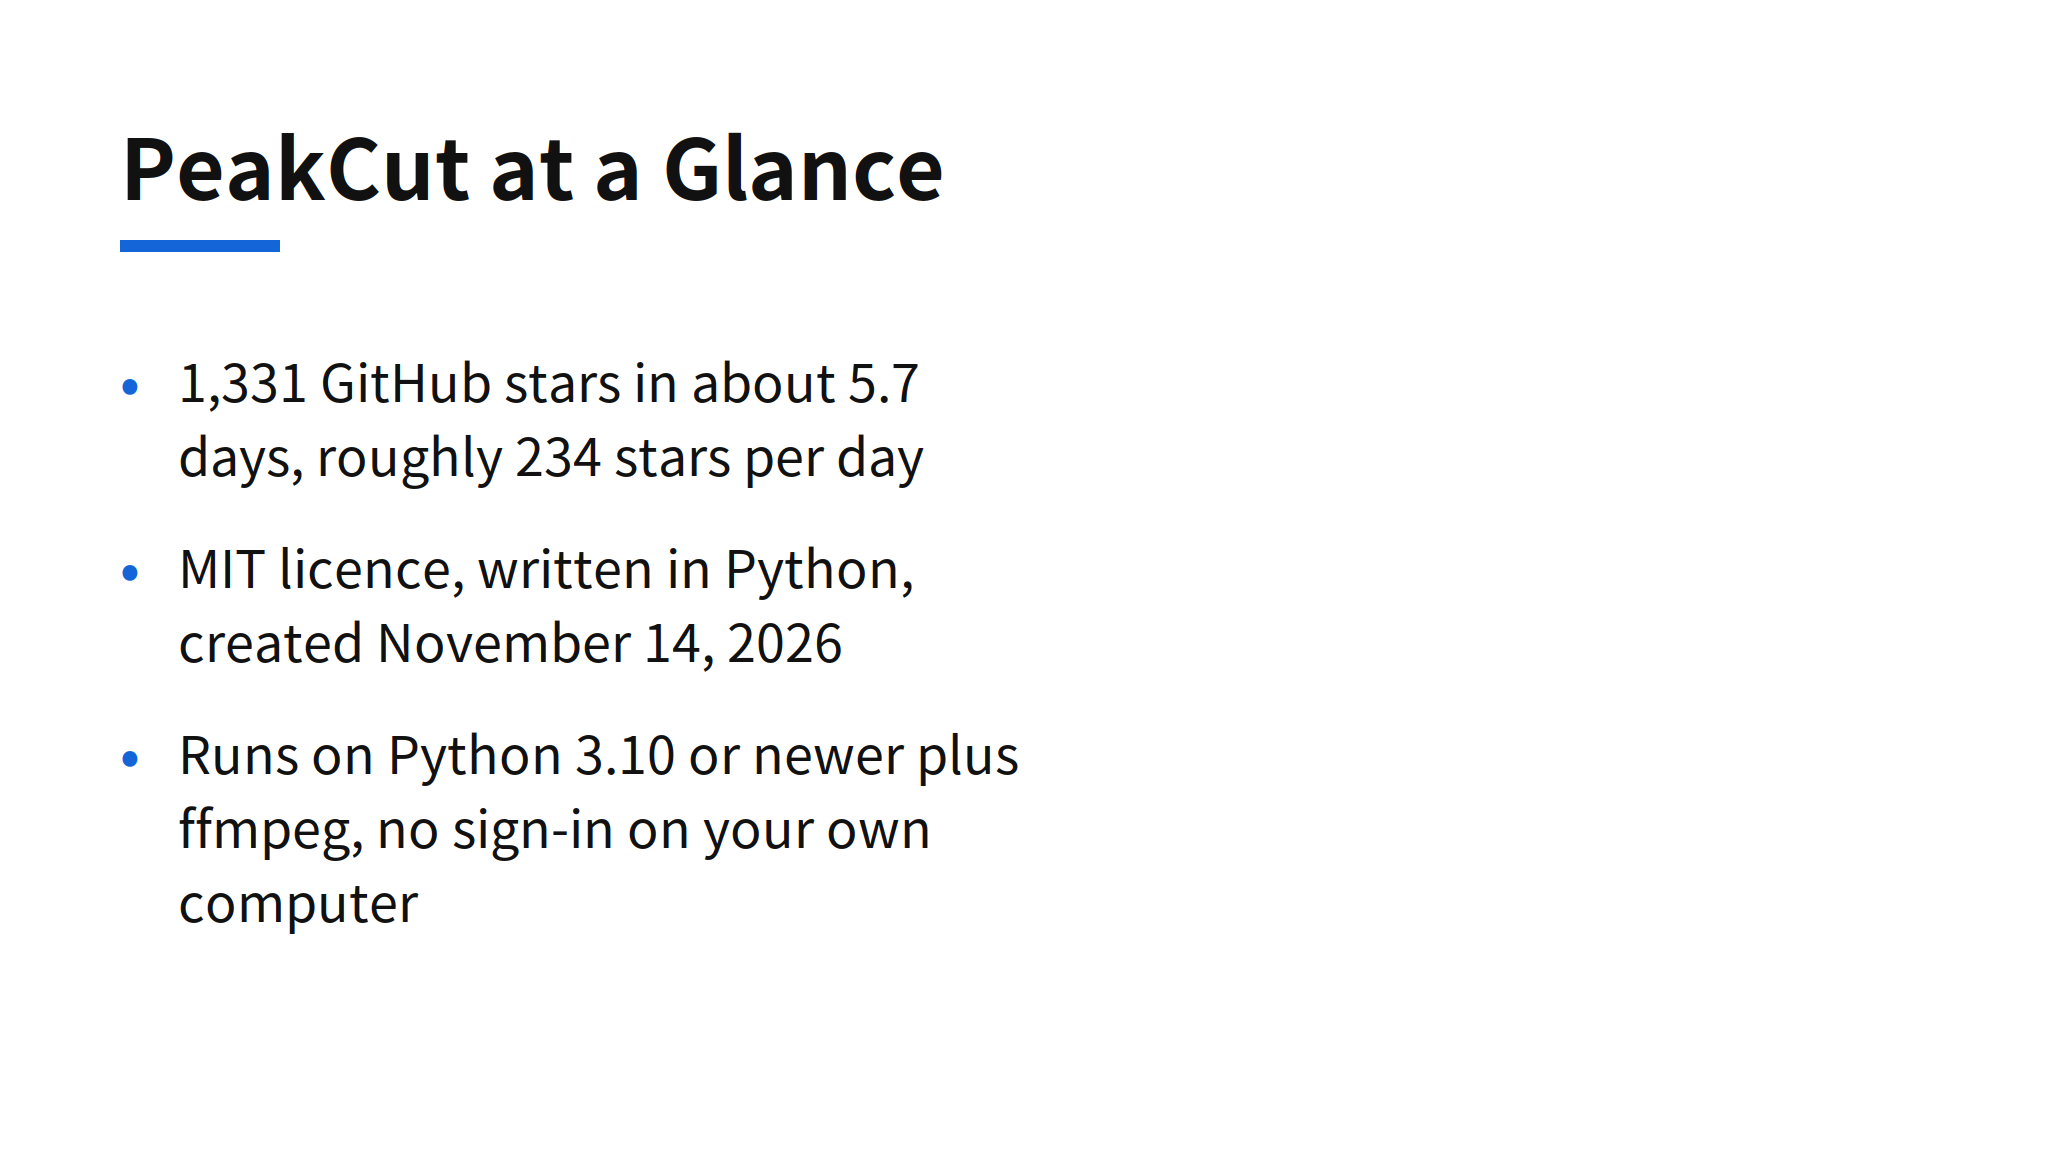 PeakCut at a Glance
• 1,331 GitHub stars in about 5.7
days, roughly 234 stars per day
• MIT licence, written in Python,
created November 14, 2026
• Runs on Python 3.10 or newer plus
ffmpeg, no sign-in on your own
computer